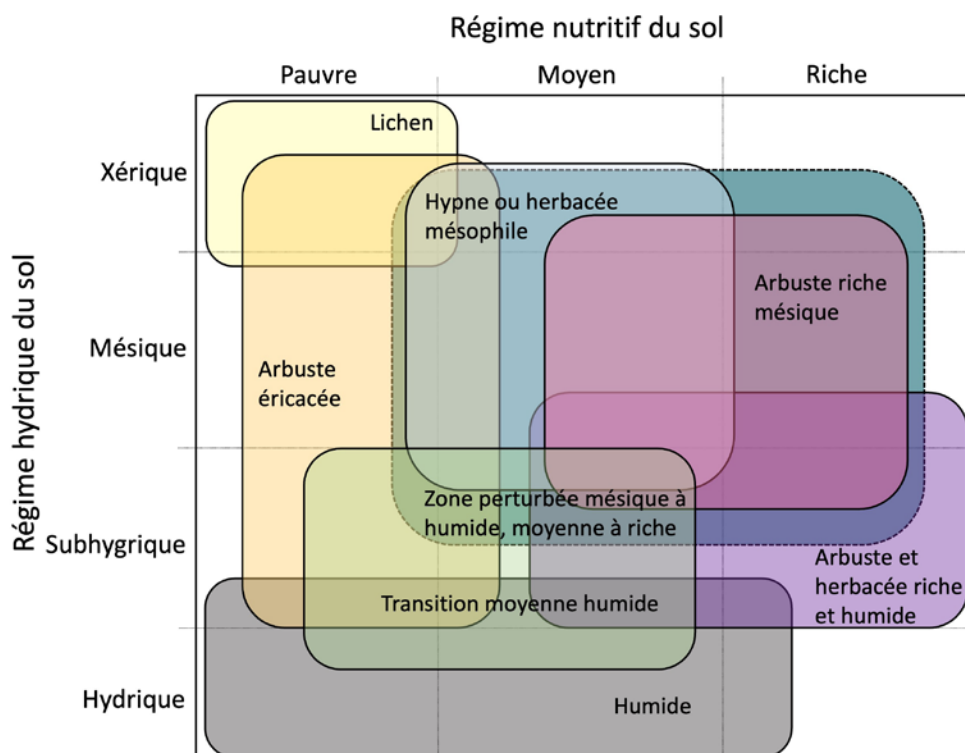 Régime nutritif du sol
Pauvre
Moyen
Riche
Régime hydrique du sol
Xérique
Mésique
Subhygrique
Hydrique
Lichen
Hypne ou herbacée
mésophile
Arbuste riche
mésique
Arbuste
éricacée
Zone perturbée mésique à
humide, moyenne à riche
Arbuste et
herbacée riche
et humide
Transition moyenne humide
Humide